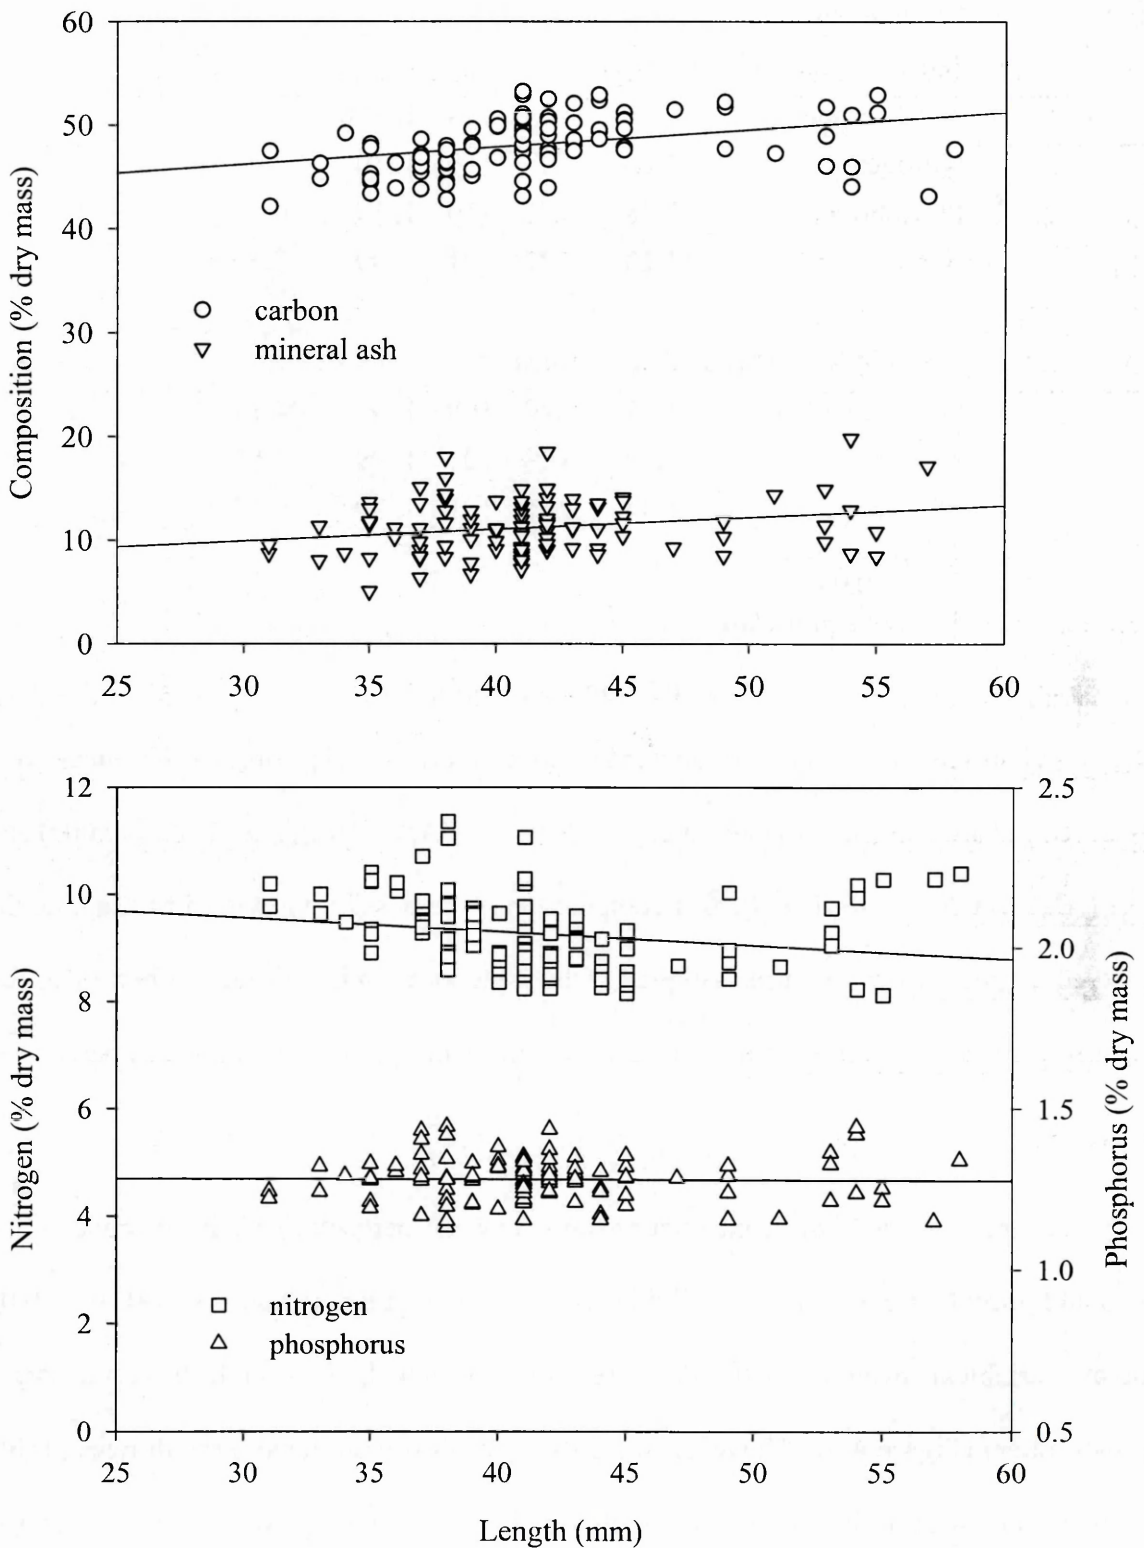 60
50
40
30
20
10
0
Composition (% dry mass)
carbon
mineral ash
25 30 35 40 45 50 55 60
12
10
8
6
4
2
0
Nitrogen (% dry mass)
2.5
2.0
1.5
1.0
0.5
Phosphorus (% dry mass)
nitrogen
phosphorus
25 30 35 40 45 50 55 60
Length (mm)